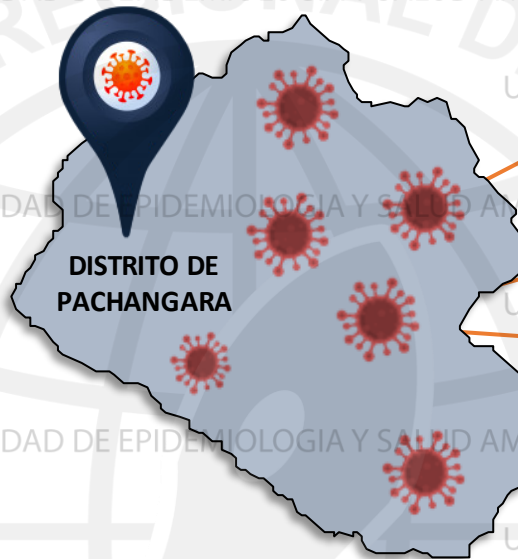 DAD DE EPIDEMIOLOGIA Y SALUD AM
DISTRITO DE
PACHANGARA
DAD DE EPIDEMIOLOGIA Y SALUD AM